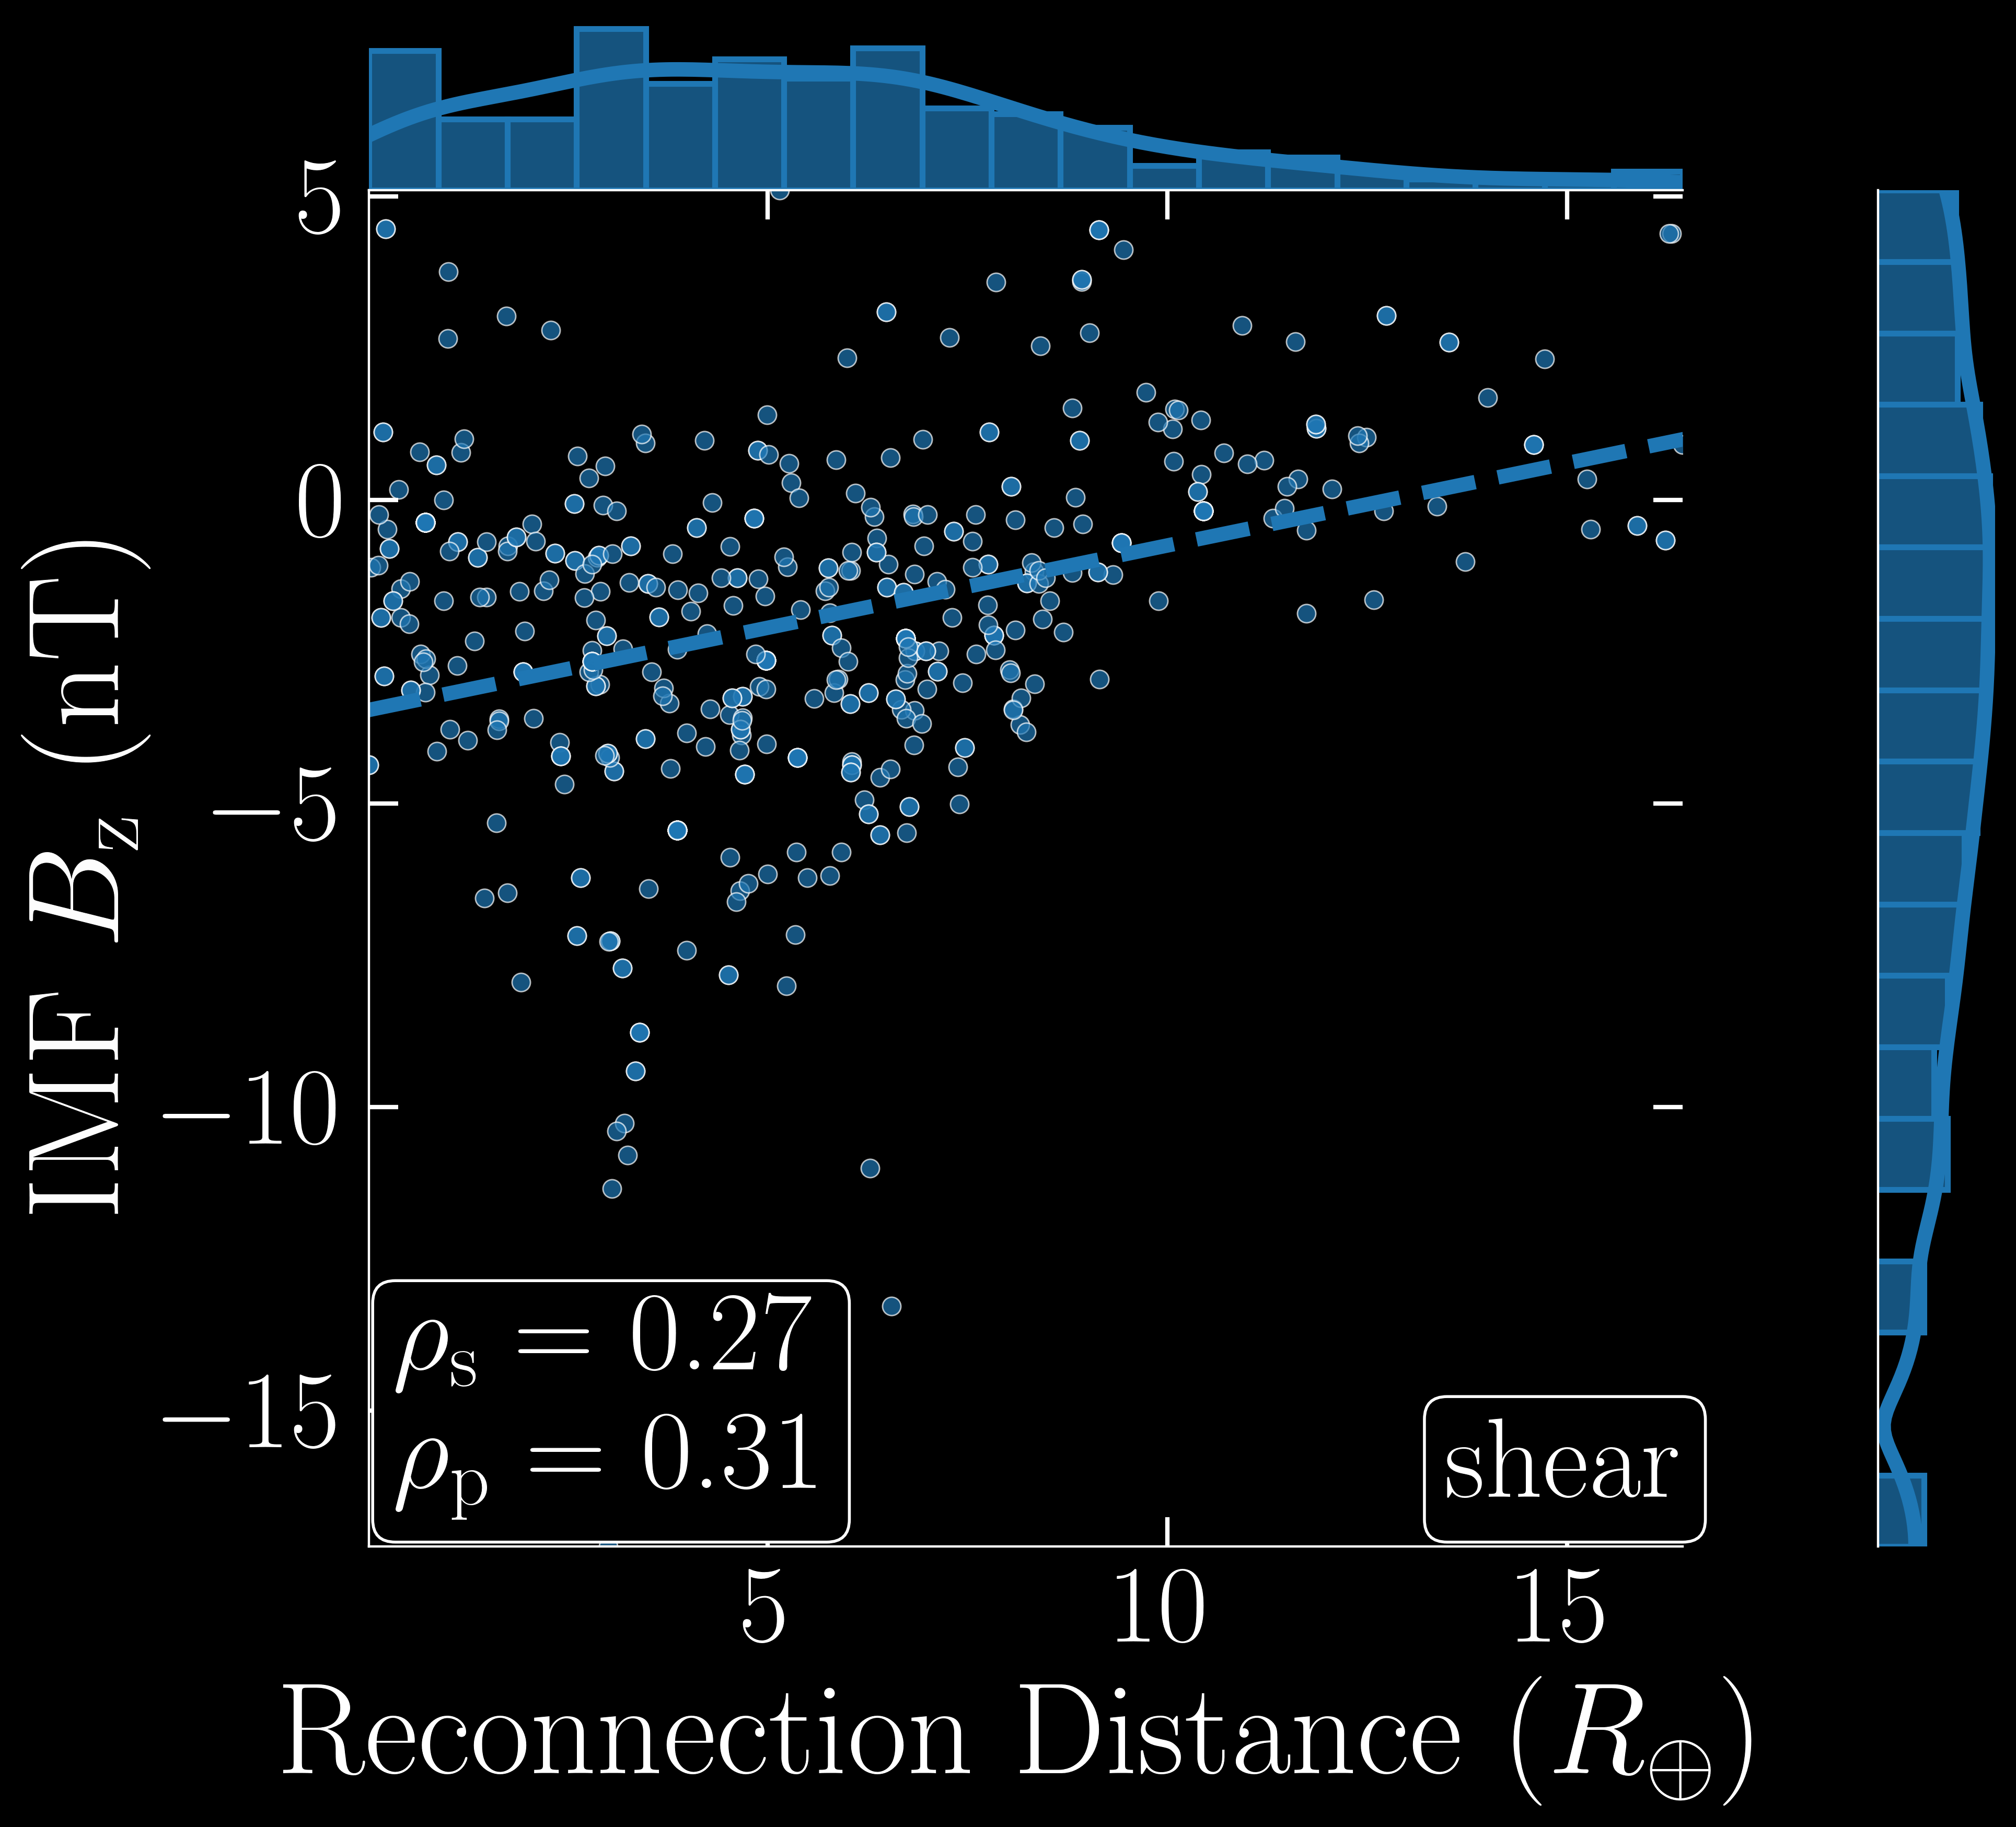 5
0
−5
−10
−15
IMF Bz (nT)
ρs = 0.27
ρp = 0.31
shear
5 10 15
Reconnection Distance (R⊕)